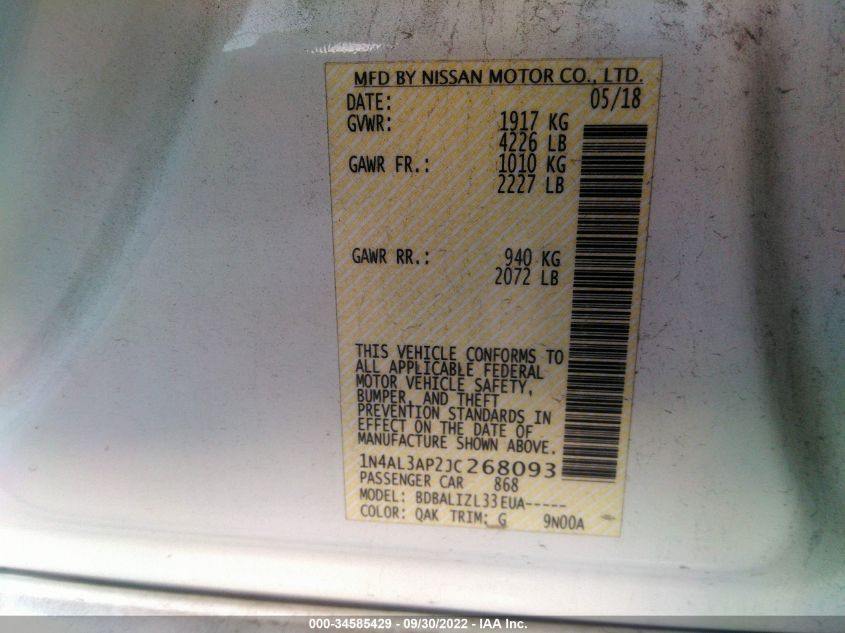 MFD BY NISSAN MOTOR CO., LTD.
DATE: 05/18
GVWR: 1917 KG
4226 LB
GAWR FR.: 1010 KG
2227 LB
GAWR RR.: 940 KG
2072 LB
THIS VEHICLE CONFORMS TO
ALL APPLICABLE FEDERAL
MOTOR VEHICLE SAFETY,
BUMPER, AND THEFT
PREVENTION STANDARDS IN
EFFECT ON THE DATE OF
MANUFACTURE SHOWN ABOVE.
1N4AL3AP2JC268093
PASSENGER CAR 868
MODEL: BDBALIZL33EUA-----
COLOR: QAK TRIM: G 9N00A
000-34585429 - 09/30/2022 - IAA Inc.